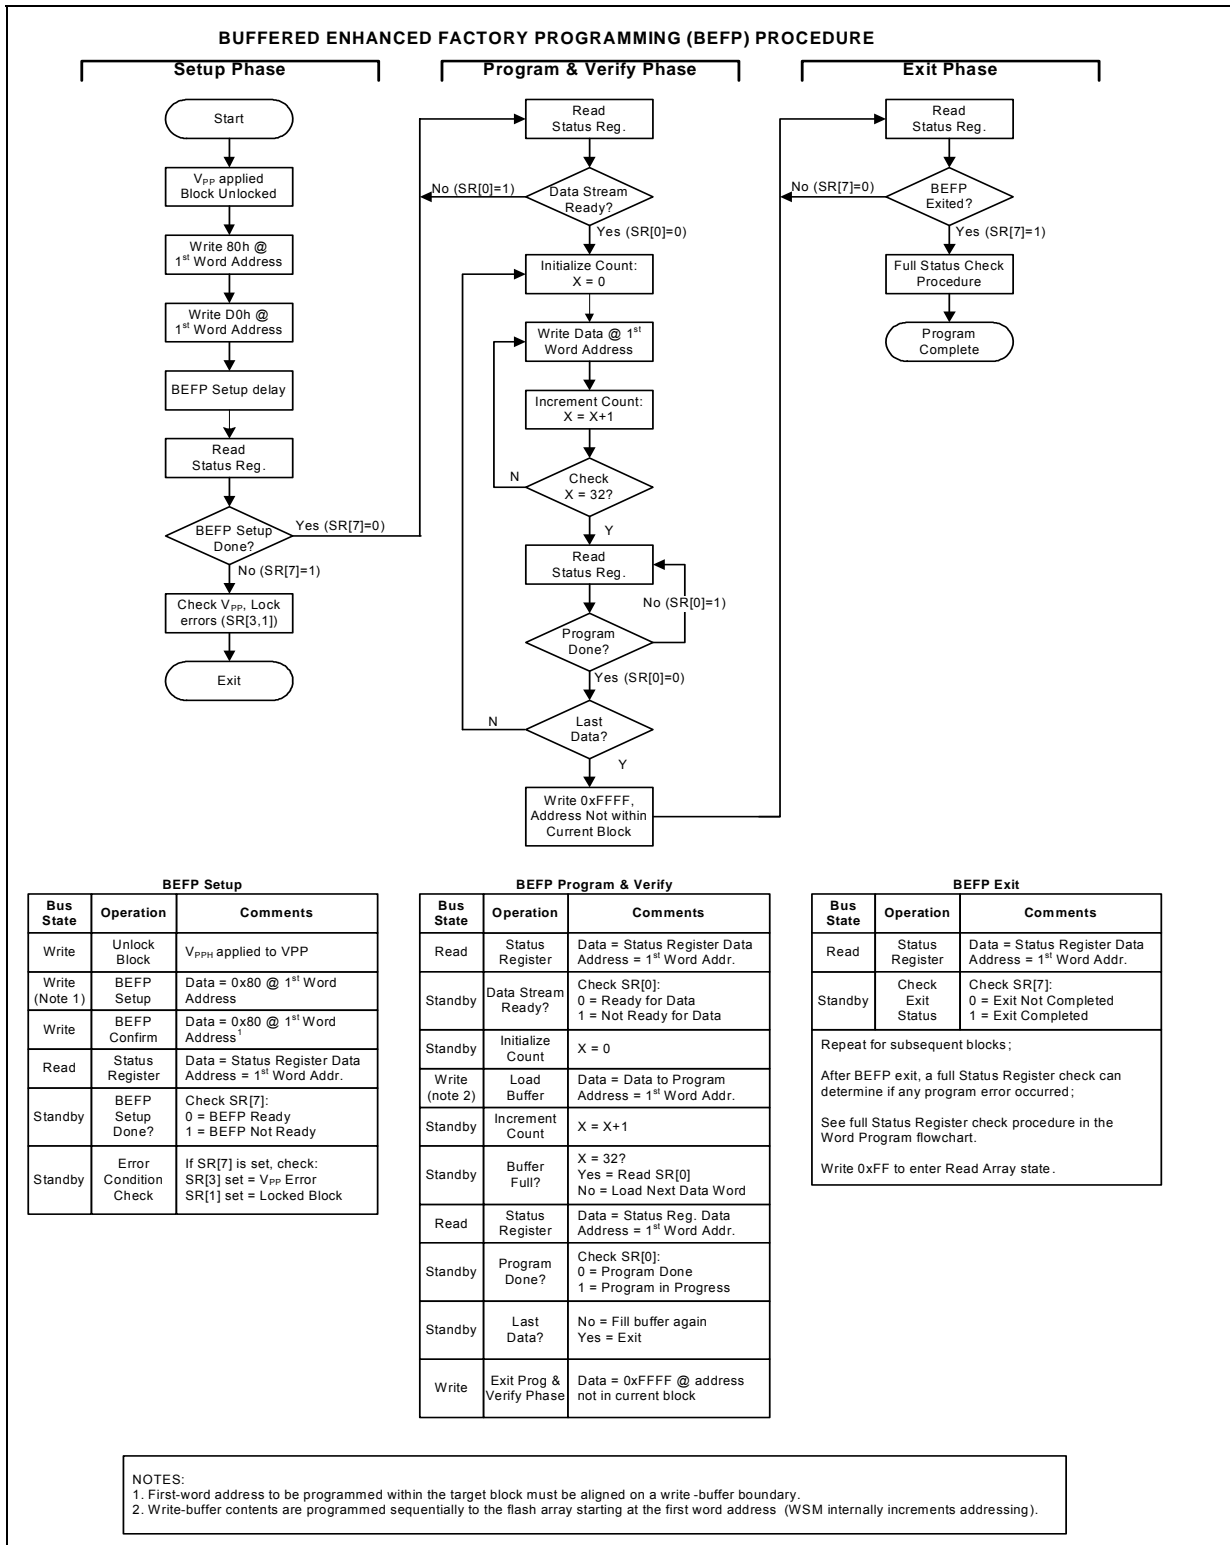 BUFFERED ENHANCED FACTORY PROGRAMMING (BEFP) PROCEDURE
Setup Phase
Start
VPP applied
Block Unlocked
Write 80h @
1st Word Address
Write D0h @
1st Word Address
BEFP Setup delay
Read
Status Reg.
BEFP Setup
Done?
Yes (SR[7]=0)
No (SR[7]=1)
Check VPP, Lock
errors (SR[3,1])
Exit
Program & Verify Phase
Read
Status Reg.
No (SR[0]=1)
Data Stream
Ready?
Yes (SR[0]=0)
Initialize Count:
X = 0
Write Data @ 1st
Word Address
Increment Count:
X = X+1
N
Check
X = 32?
Y
Read
Status Reg.
No (SR[0]=1)
Program
Done?
Yes (SR[0]=0)
N
Last
Data?
Y
Write 0xFFFF,
Address Not within
Current Block
Exit Phase
Read
Status Reg.
No (SR[7]=0)
BEFP
Exited?
Yes (SR[7]=1)
Full Status Check
Procedure
Program
Complete
BEFP Setup
Bus State Operation Comments
Write Unlock Block VPPH applied to VPP
Write (Note 1) BEFP Setup Data = 0x80 @ 1st Word Address
Write BEFP Confirm Data = 0x80 @ 1st Word Address1
Read Status Register Data = Status Register Data Address = 1st Word Addr.
Standby BEFP Setup Done? Check SR[7]: 0 = BEFP Ready 1 = BEFP Not Ready
Standby Error Condition Check If SR[7] is set, check: SR[3] set = VPP Error SR[1] set = Locked Block
BEFP Program & Verify
Bus State Operation Comments
Read Status Register Data = Status Register Data Address = 1st Word Addr.
Standby Data Stream Ready? Check SR[0]: 0 = Ready for Data 1 = Not Ready for Data
Standby Initialize Count X = 0
Write (note 2) Load Buffer Data = Data to Program Address = 1st Word Addr.
Standby Increment Count X = X+1
Standby Buffer Full? X = 32? Yes = Read SR[0] No = Load Next Data Word
Read Status Register Data = Status Reg. Data Address = 1st Word Addr.
Standby Program Done? Check SR[0]: 0 = Program Done 1 = Program in Progress
Standby Last Data? No = Fill buffer again Yes = Exit
Write Exit Prog & Verify Phase Data = 0xFFFF @ address not in current block
BEFP Exit
Bus State Operation Comments
Read Status Register Data = Status Register Data Address = 1st Word Addr.
Standby Check Exit Status Check SR[7]: 0 = Exit Not Completed 1 = Exit Completed
Repeat for subsequent blocks;
After BEFP exit, a full Status Register check can
determine if any program error occurred;
See full Status Register check procedure in the
Word Program flowchart.
Write 0xFF to enter Read Array state.
NOTES:
1. First-word address to be programmed within the target block must be aligned on a write -buffer boundary.
2. Write-buffer contents are programmed sequentially to the flash array starting at the first word address (WSM internally increments addressing).